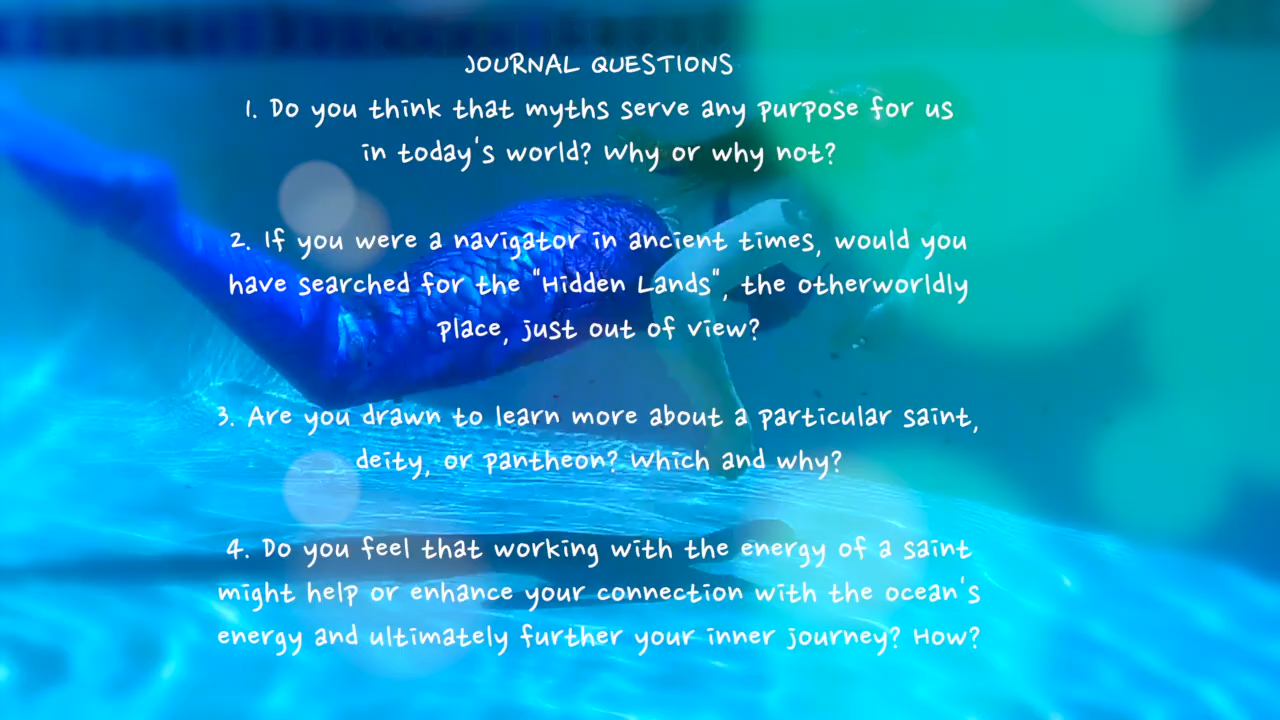 JOURNAL QUESTIONS
1. Do you think that myths serve any purpose for us
in today's world? Why or why not?
2. If you were a navigator in ancient times, would you
have searched for the "Hidden Lands", the otherworldly
Place, just out of view?
3. Are you drawn to learn more about a particular saint,
deity, or pantheon? Which and why?
4. Do you feel that working with the energy of a saint
might help or enhance your connection with the ocean's
energy and ultimately further your inner journey? How?